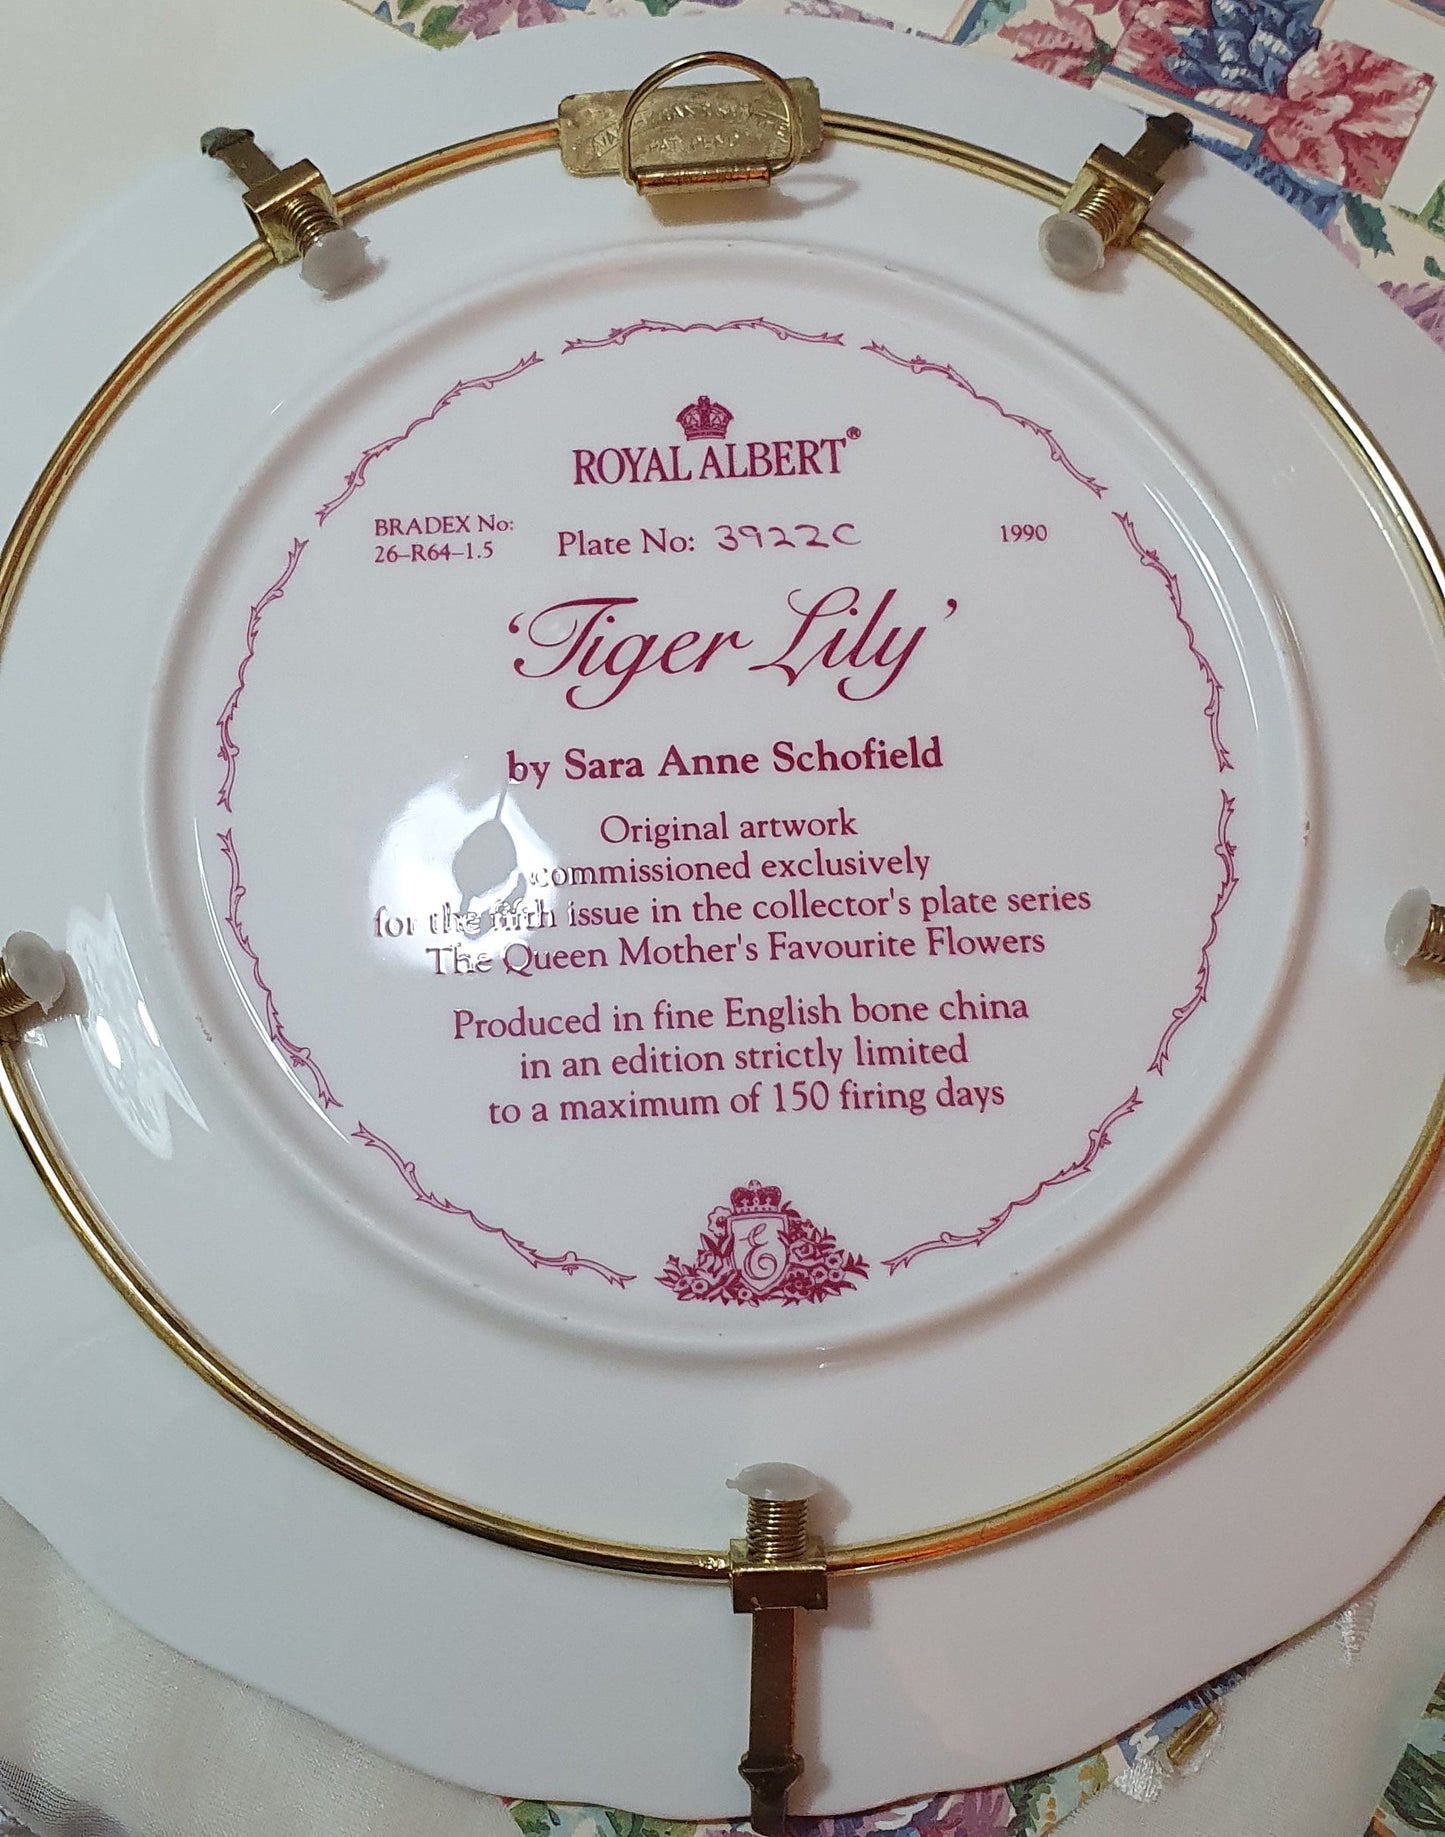 PAT. PEND
ROYAL ALBERT®
BRADEX No:
26–R64–1.5
Plate No: 3922C
1990
‘Tiger Lily’
by Sara Anne Schofield
Original artwork
commissioned exclusively
for the fifth issue in the collector's plate series
The Queen Mother's Favourite Flowers
Produced in fine English bone china
in an edition strictly limited
to a maximum of 150 firing days
E